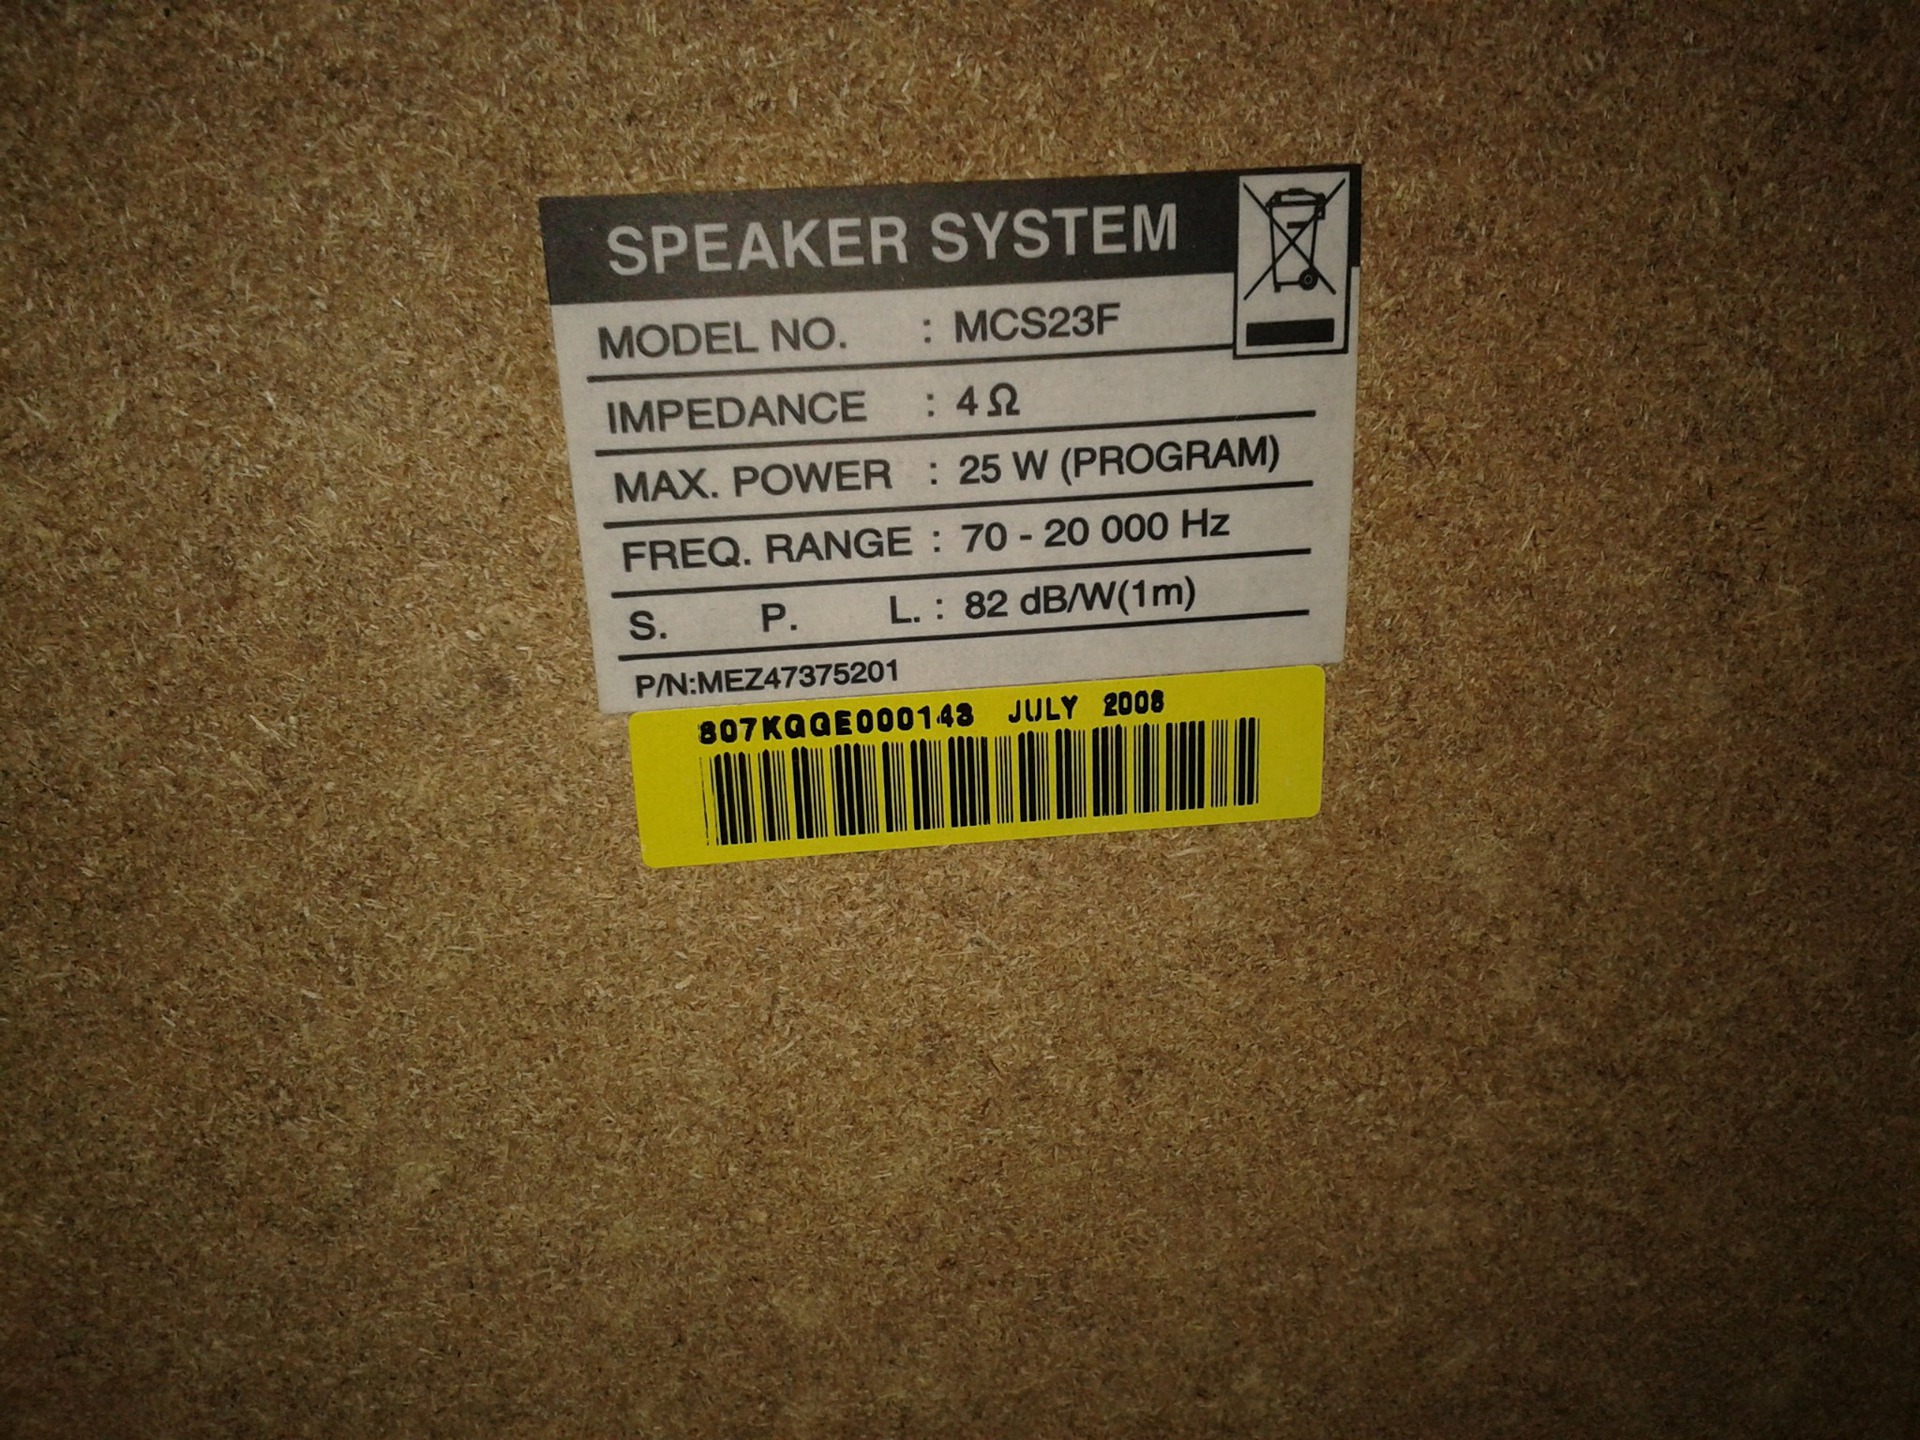 SPEAKER SYSTEM
MODEL NO. : MCS23F
IMPEDANCE : 4 Ω
MAX. POWER : 25 W (PROGRAM)
FREQ. RANGE : 70 - 20 000 Hz
S. P. L. : 82 dB/W(1m)
P/N:MEZ47375201
807KQGE000143 JULY 2008